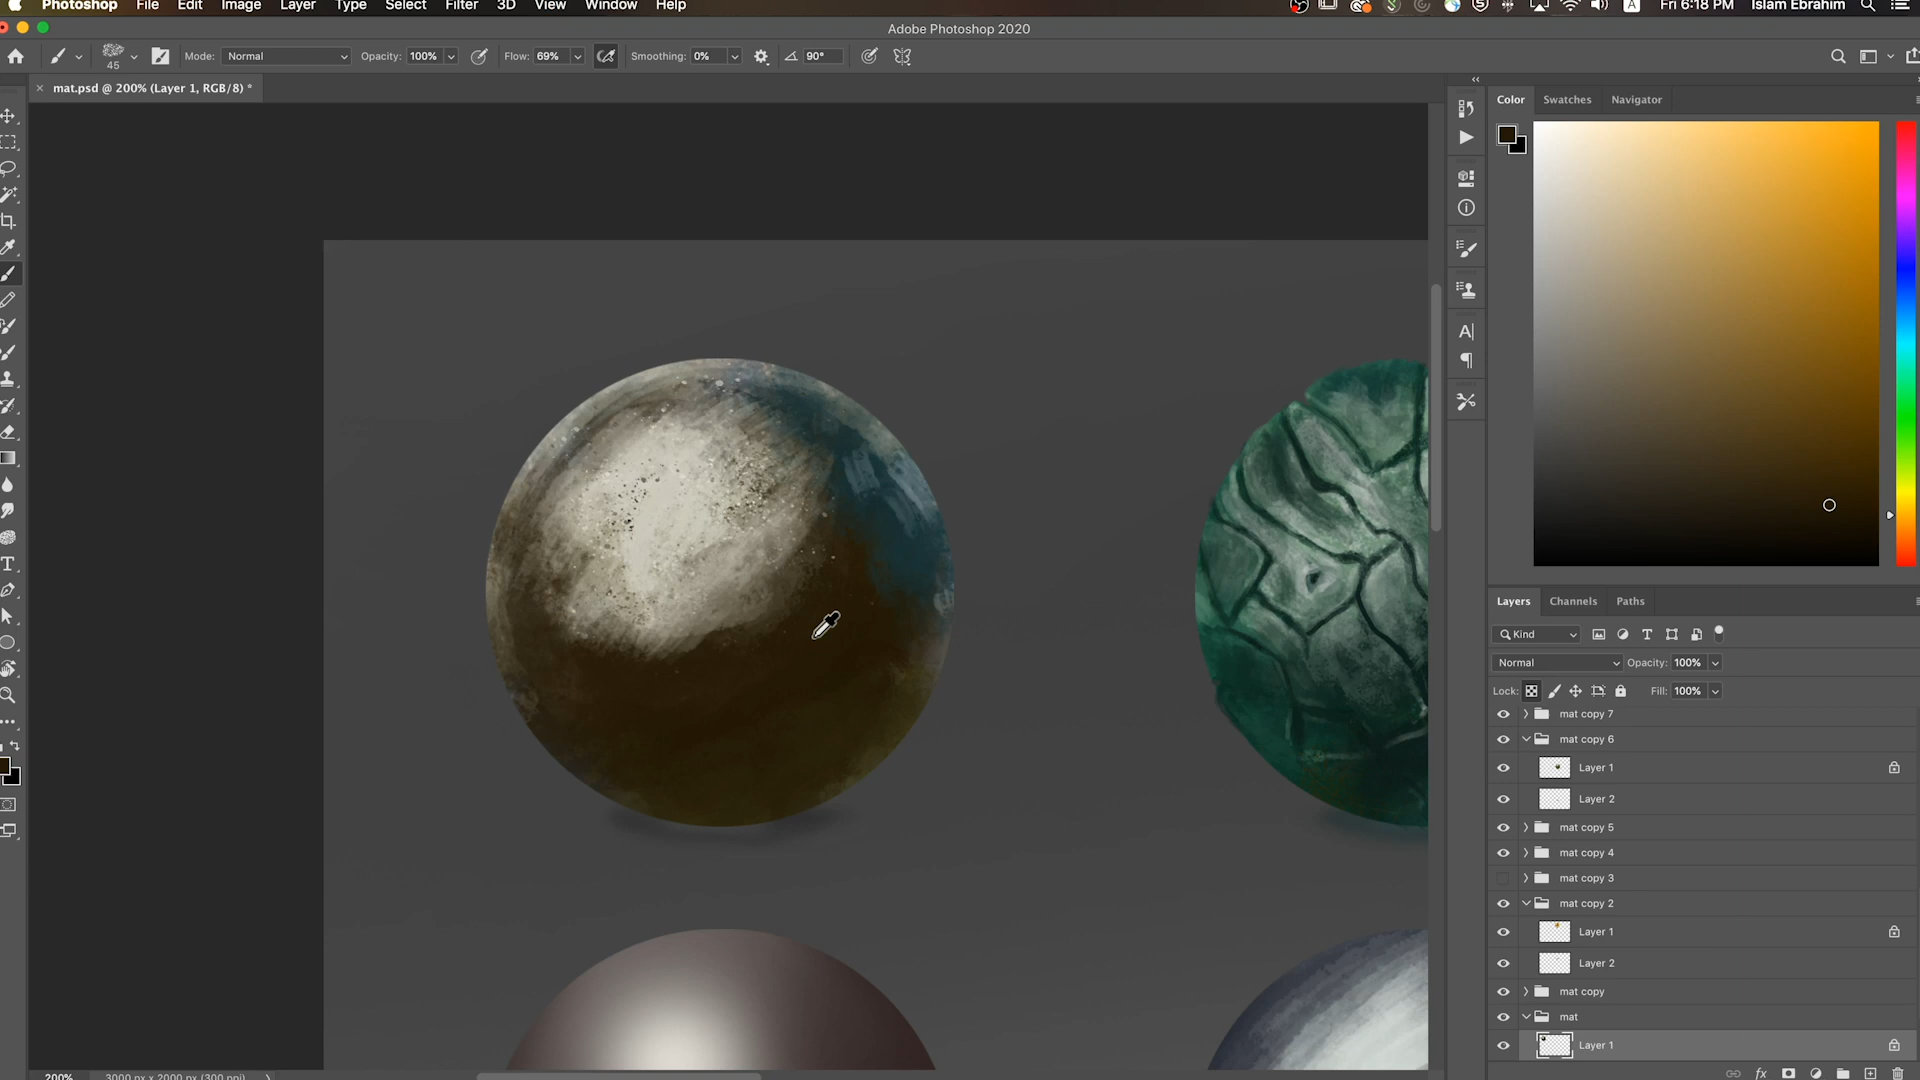 Photoshop File Edit Image Layer Type Select Filter 3D View Window Help A Fri 6:18 PM Islam Ebrahim
Adobe Photoshop 2020
45 Mode: Normal Opacity: 100% Flow: 69% Smoothing: 0% 90°
mat.psd @ 200% (Layer 1, RGB/8) *
Color Swatches Navigator
Layers Channels Paths
Kind
Normal Opacity: 100%
Lock: Fill: 100%
mat copy 7
mat copy 6
Layer 1
Layer 2
mat copy 5
mat copy 4
mat copy 3
mat copy 2
Layer 1
Layer 2
mat copy
mat
Layer 1
200% 3000 px x 2000 px (300 ppi)